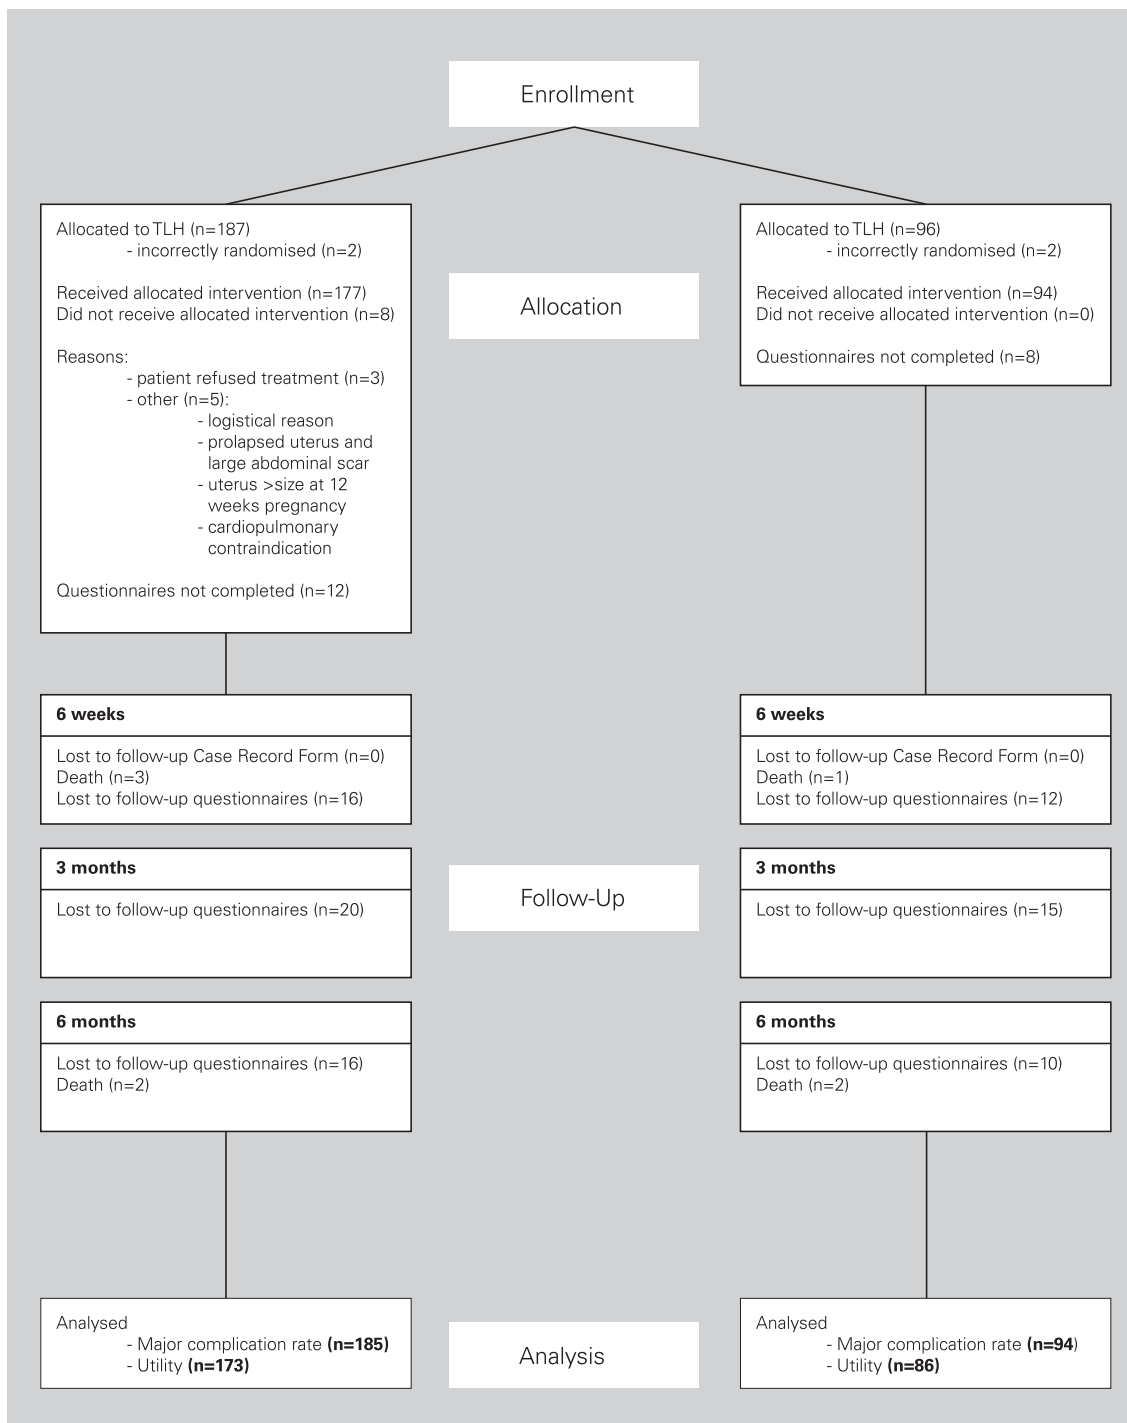 Enrollment
Allocated to TLH (n=187)
- incorrectly randomised (n=2)
Received allocated intervention (n=177)
Did not receive allocated intervention (n=8)
Reasons:
- patient refused treatment (n=3)
- other (n=5):
- logistical reason
- prolapsed uterus and
large abdominal scar
- uterus >size at 12
weeks pregnancy
- cardiopulmonary
contraindication
Questionnaires not completed (n=12)
Allocation
Allocated to TLH (n=96)
- incorrectly randomised (n=2)
Received allocated intervention (n=94)
Did not receive allocated intervention (n=0)
Questionnaires not completed (n=8)
6 weeks
Lost to follow-up Case Record Form (n=0)
Death (n=3)
Lost to follow-up questionnaires (n=16)
6 weeks
Lost to follow-up Case Record Form (n=0)
Death (n=1)
Lost to follow-up questionnaires (n=12)
3 months
Lost to follow-up questionnaires (n=20)
Follow-Up
3 months
Lost to follow-up questionnaires (n=15)
6 months
Lost to follow-up questionnaires (n=16)
Death (n=2)
6 months
Lost to follow-up questionnaires (n=10)
Death (n=2)
Analysed
- Major complication rate (n=185)
- Utility (n=173)
Analysis
Analysed
- Major complication rate (n=94)
- Utility (n=86)